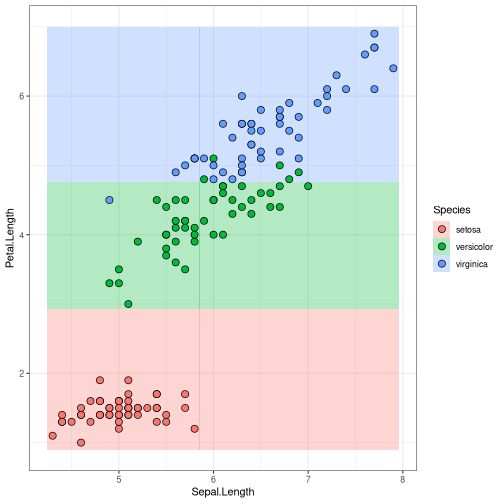 Petal.Length
6
4
2
5
6
7
8
Sepal.Length
Species
setosa
versicolor
virginica